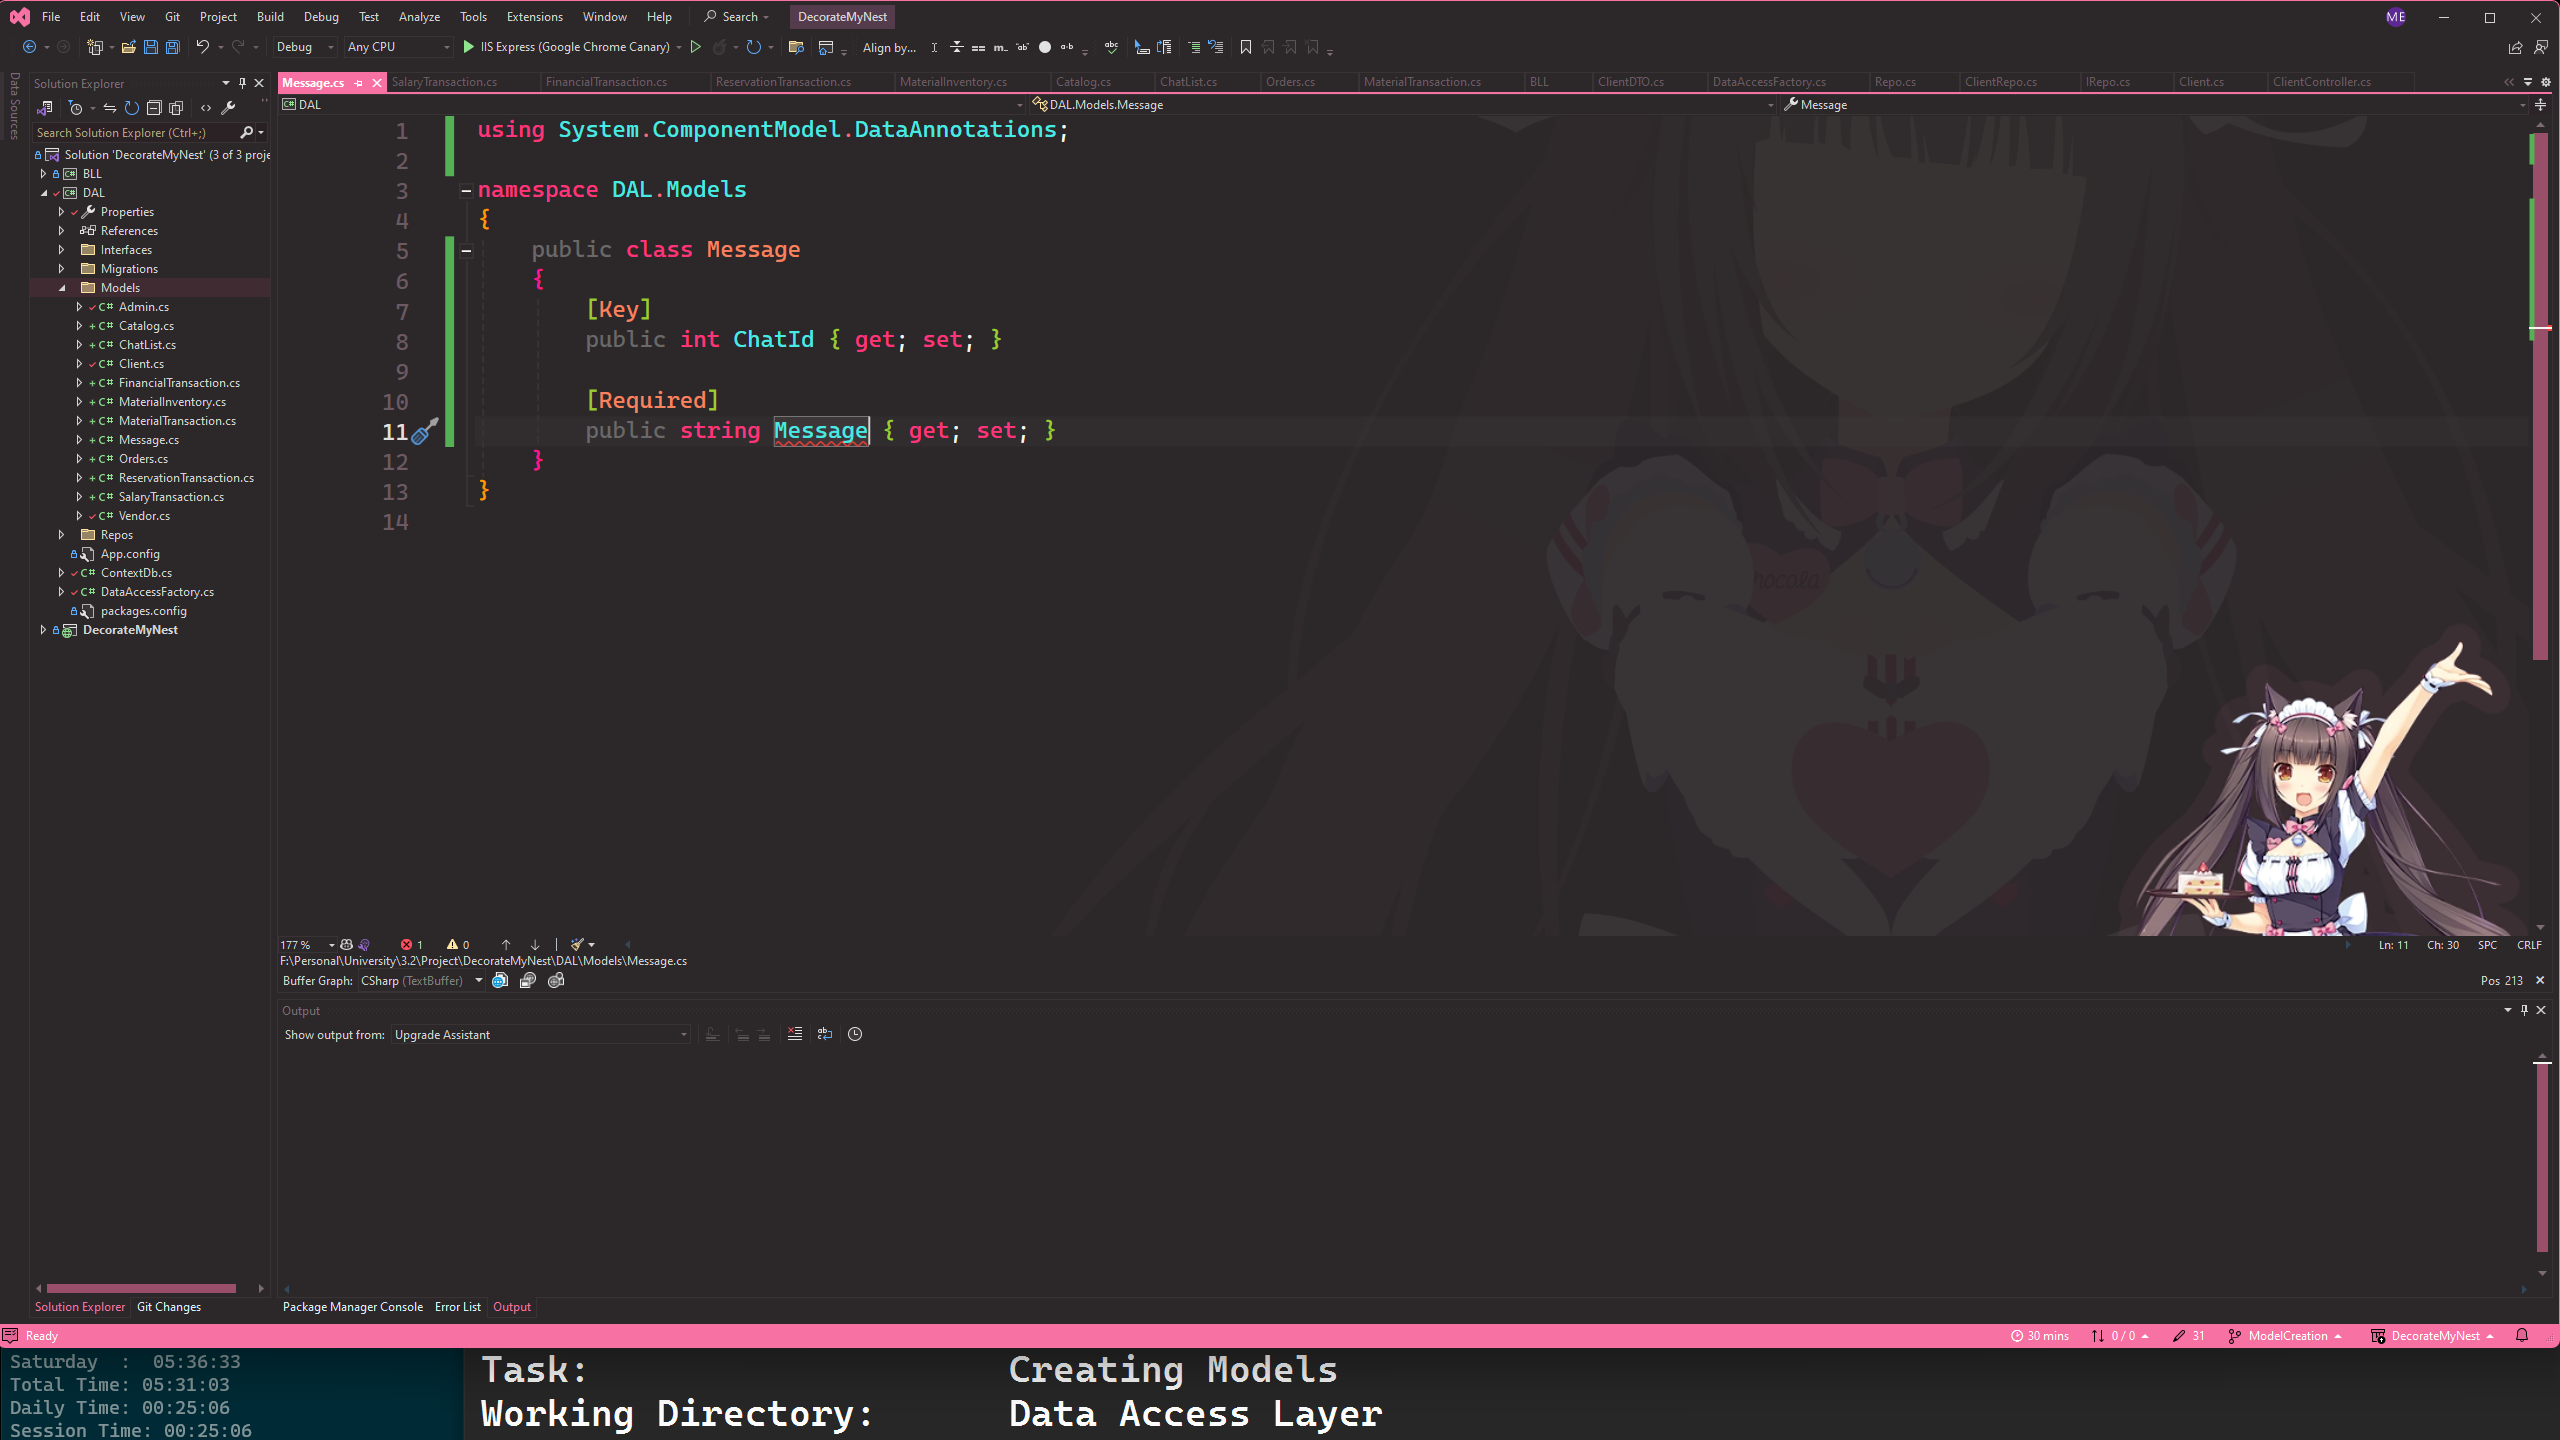 File Edit View Git Project Build Debug Test Analyze Tools Extensions Window Help Search DecorateMyNest ME
Debug Any CPU IIS Express (Google Chrome Canary) Align by...
Data Sources
Solution Explorer
Search Solution Explorer (Ctrl+;)
Solution 'DecorateMyNest' (3 of 3 proje
BLL
DAL
Properties
References
Interfaces
Migrations
Models
C# Admin.cs
C# Catalog.cs
C# ChatList.cs
C# Client.cs
C# FinancialTransaction.cs
C# MaterialInventory.cs
C# MaterialTransaction.cs
C# Message.cs
C# Orders.cs
C# ReservationTransaction.cs
C# SalaryTransaction.cs
C# Vendor.cs
Repos
App.config
C# ContextDb.cs
C# DataAccessFactory.cs
packages.config
DecorateMyNest
Solution Explorer Git Changes
Message.cs SalaryTransaction.cs FinancialTransaction.cs ReservationTransaction.cs MaterialInventory.cs Catalog.cs ChatList.cs Orders.cs MaterialTransaction.cs BLL ClientDTO.cs DataAccessFactory.cs Repo.cs ClientRepo.cs IRepo.cs Client.cs ClientController.cs
DAL DAL.Models.Message Message
1 using System.ComponentModel.DataAnnotations;
2
3 namespace DAL.Models
4 {
5 public class Message
6 {
7 [Key]
8 public int ChatId { get; set; }
9
10 [Required]
11 public string Message { get; set; }
12 }
13 }
14
177 % 1 0 Ln: 11 Ch: 30 SPC CRLF
F:\Personal\University\3.2\Project\DecorateMyNest\DAL\Models\Message.cs
Buffer Graph: CSharp (TextBuffer) Pos 213
Output
Show output from: Upgrade Assistant
Package Manager Console Error List Output
Ready 30 mins 0 / 0 31 ModelCreation DecorateMyNest
Saturday : 05:36:33
Total Time: 05:31:03
Daily Time: 00:25:06
Session Time: 00:25:06
Task: Creating Models
Working Directory: Data Access Layer